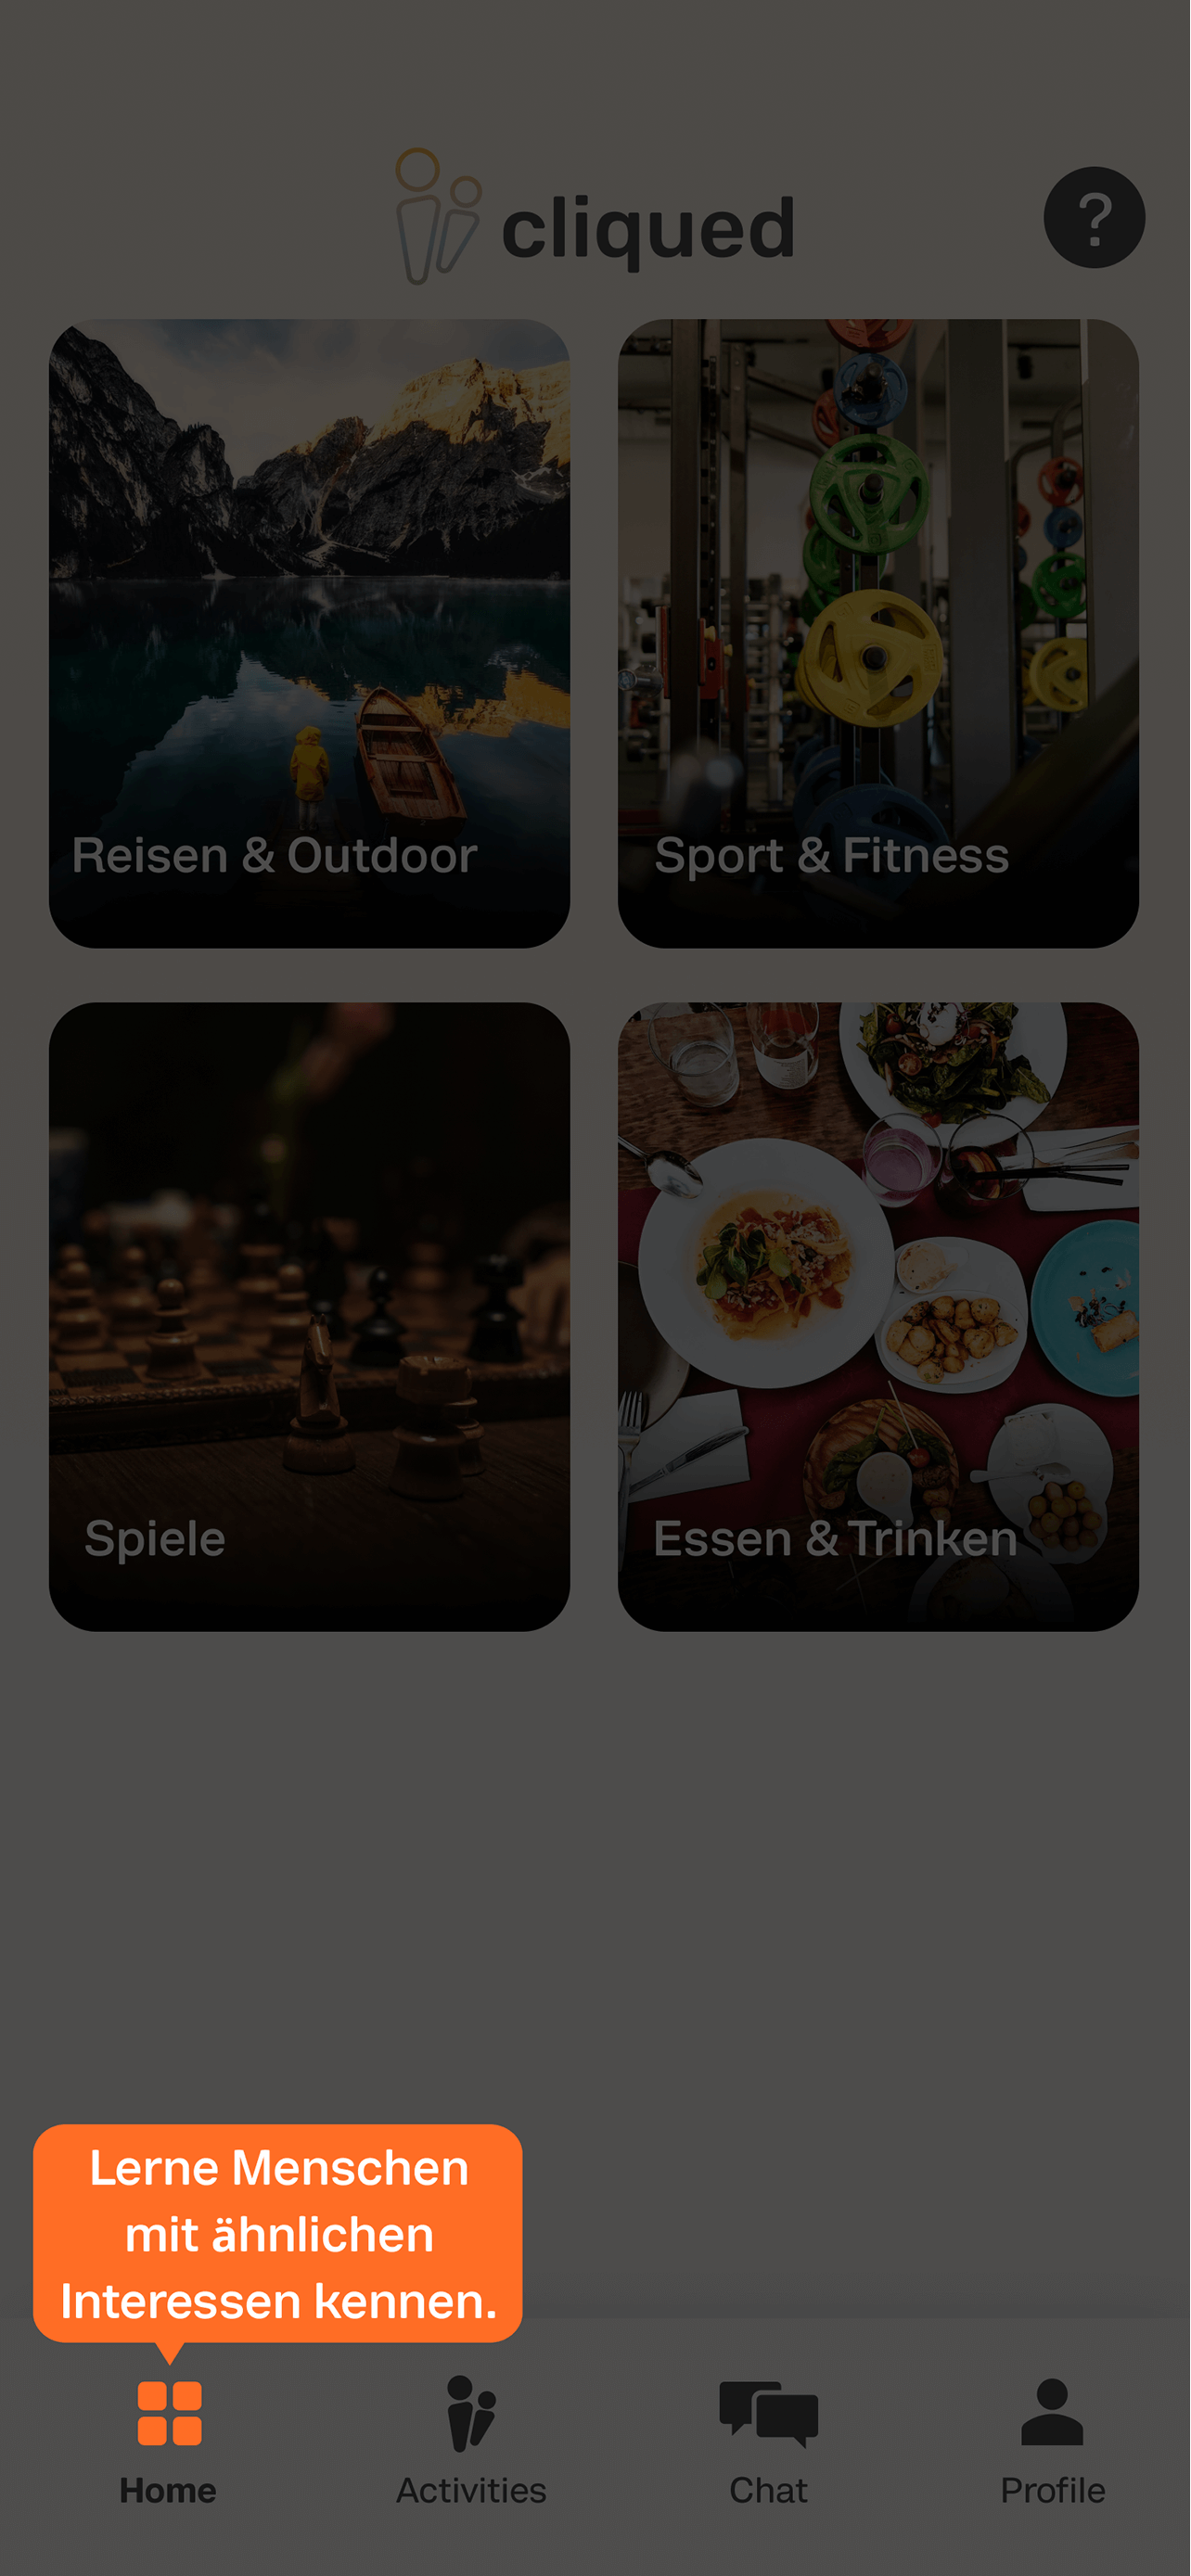 cliqued
?
Reisen & Outdoor
Sport & Fitness
Spiele
Essen & Trinken
Lerne Menschen
mit ähnlichen
Interessen kennen.
Home
Activities
Chat
Profile